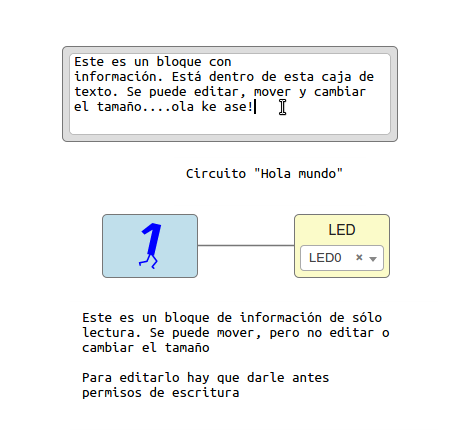 Este es un bloque con
información. Está dentro de esta caja de
texto. Se puede editar, mover y cambiar
el tamaño....ola ke ase!
Circuito "Hola mundo"
1
LED
LED0 × ▾
Este es un bloque de información de sólo
lectura. Se puede mover, pero no editar o
cambiar el tamaño
Para editarlo hay que darle antes
permisos de escritura